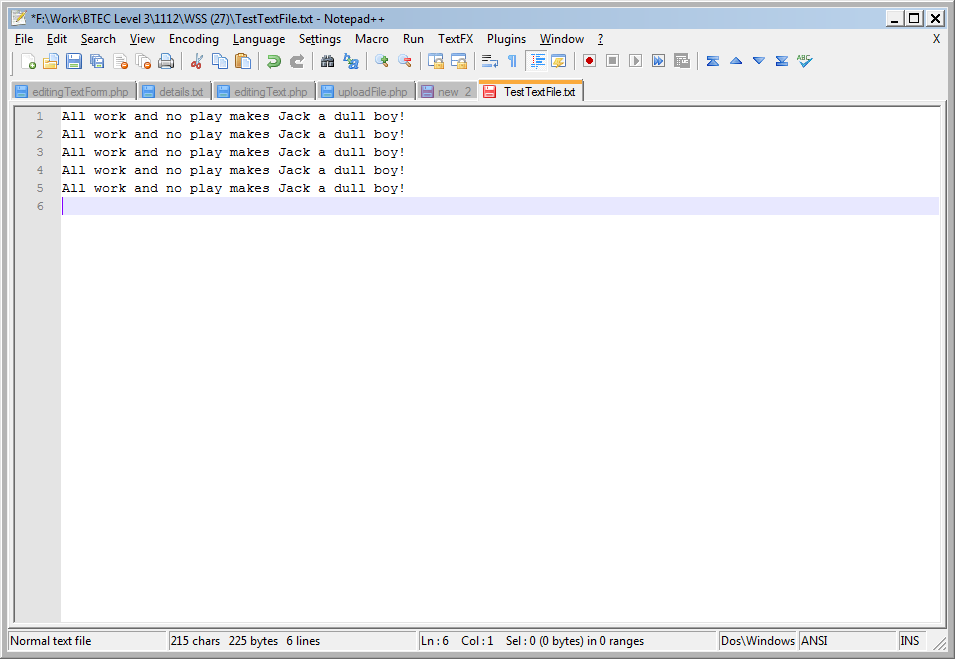 *F:\Work\BTEC Level 3\1112\WSS (27)\TestTextFile.txt - Notepad++
File Edit Search View Encoding Language Settings Macro Run TextFX Plugins Window ? X
ABC
editingTextForm.php details.txt editingText.php uploadFile.php new 2 TestTextFile.txt
1 All work and no play makes Jack a dull boy!
2 All work and no play makes Jack a dull boy!
3 All work and no play makes Jack a dull boy!
4 All work and no play makes Jack a dull boy!
5 All work and no play makes Jack a dull boy!
6
Normal text file 215 chars 225 bytes 6 lines Ln : 6 Col : 1 Sel : 0 (0 bytes) in 0 ranges Dos\Windows ANSI INS